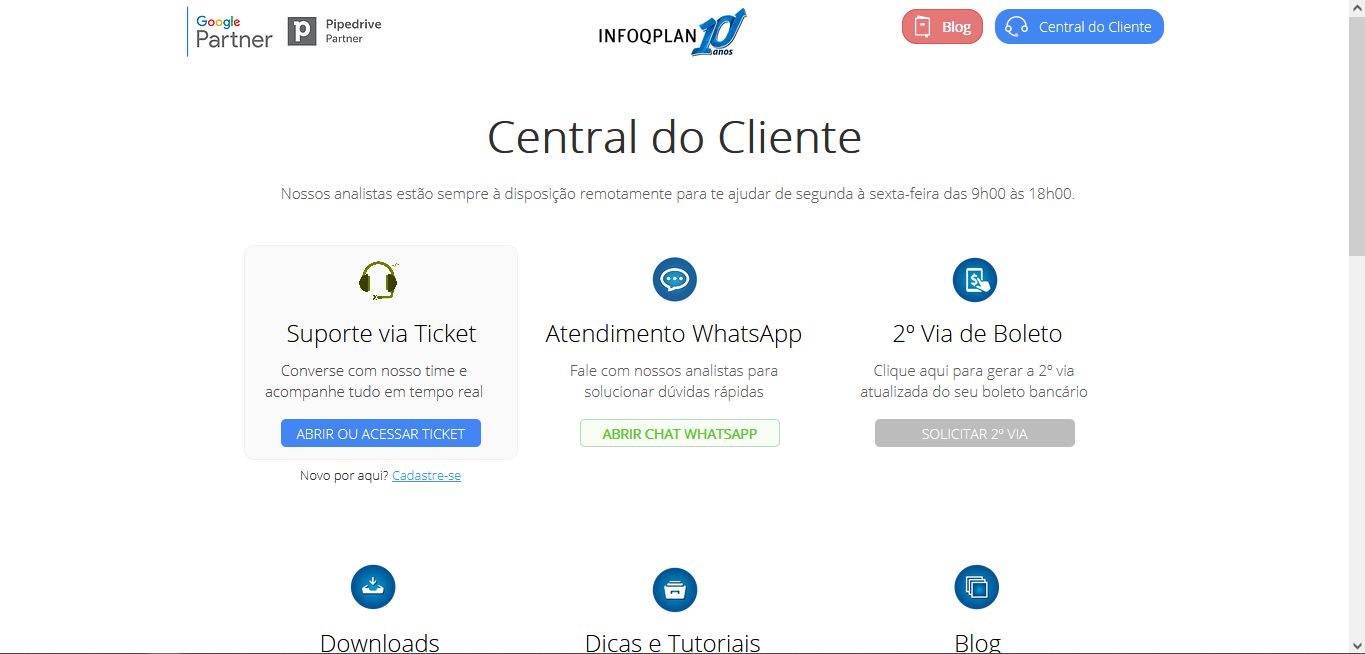 Google
Partner
p
Pipedrive
Partner
INFOQPLAN 10
anos
Blog
Central do Cliente
Central do Cliente
Nossos analistas estão sempre à disposição remotamente para te ajudar de segunda à sexta-feira das 9h00 às 18h00.
Suporte via Ticket
Converse com nosso time e
acompanhe tudo em tempo real
ABRIR OU ACESSAR TICKET
Novo por aqui? Cadastre-se
Atendimento WhatsApp
Fale com nossos analistas para
solucionar dúvidas rápidas
ABRIR CHAT WHATSAPP
2º Via de Boleto
Clique aqui para gerar a 2º via
atualizada do seu boleto bancário
SOLICITAR 2º VIA
Downloads
Dicas e Tutoriais
Blog